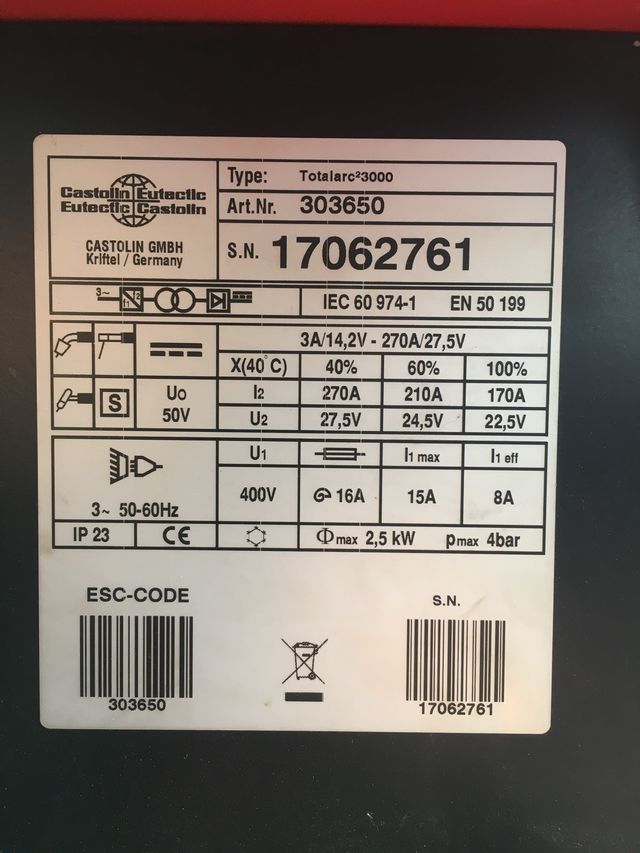 Castolin Eutectic
Eutectic Castolin
CASTOLIN GMBH
Kriftel / Germany
Type: Totalarc²3000
Art.Nr. 303650
S.N. 17062761
3~ f1 f2 IEC 60 974-1 EN 50 199
3A/14,2V - 270A/27,5V
X(40°C) 40% 60% 100%
S Uo 50V I2 270A 210A 170A
U2 27,5V 24,5V 22,5V
U1 I1 max I1 eff
3~ 50-60Hz 400V 16A 15A 8A
IP 23 CE Φmax 2,5 kW pmax 4bar
ESC-CODE
303650
S.N.
17062761